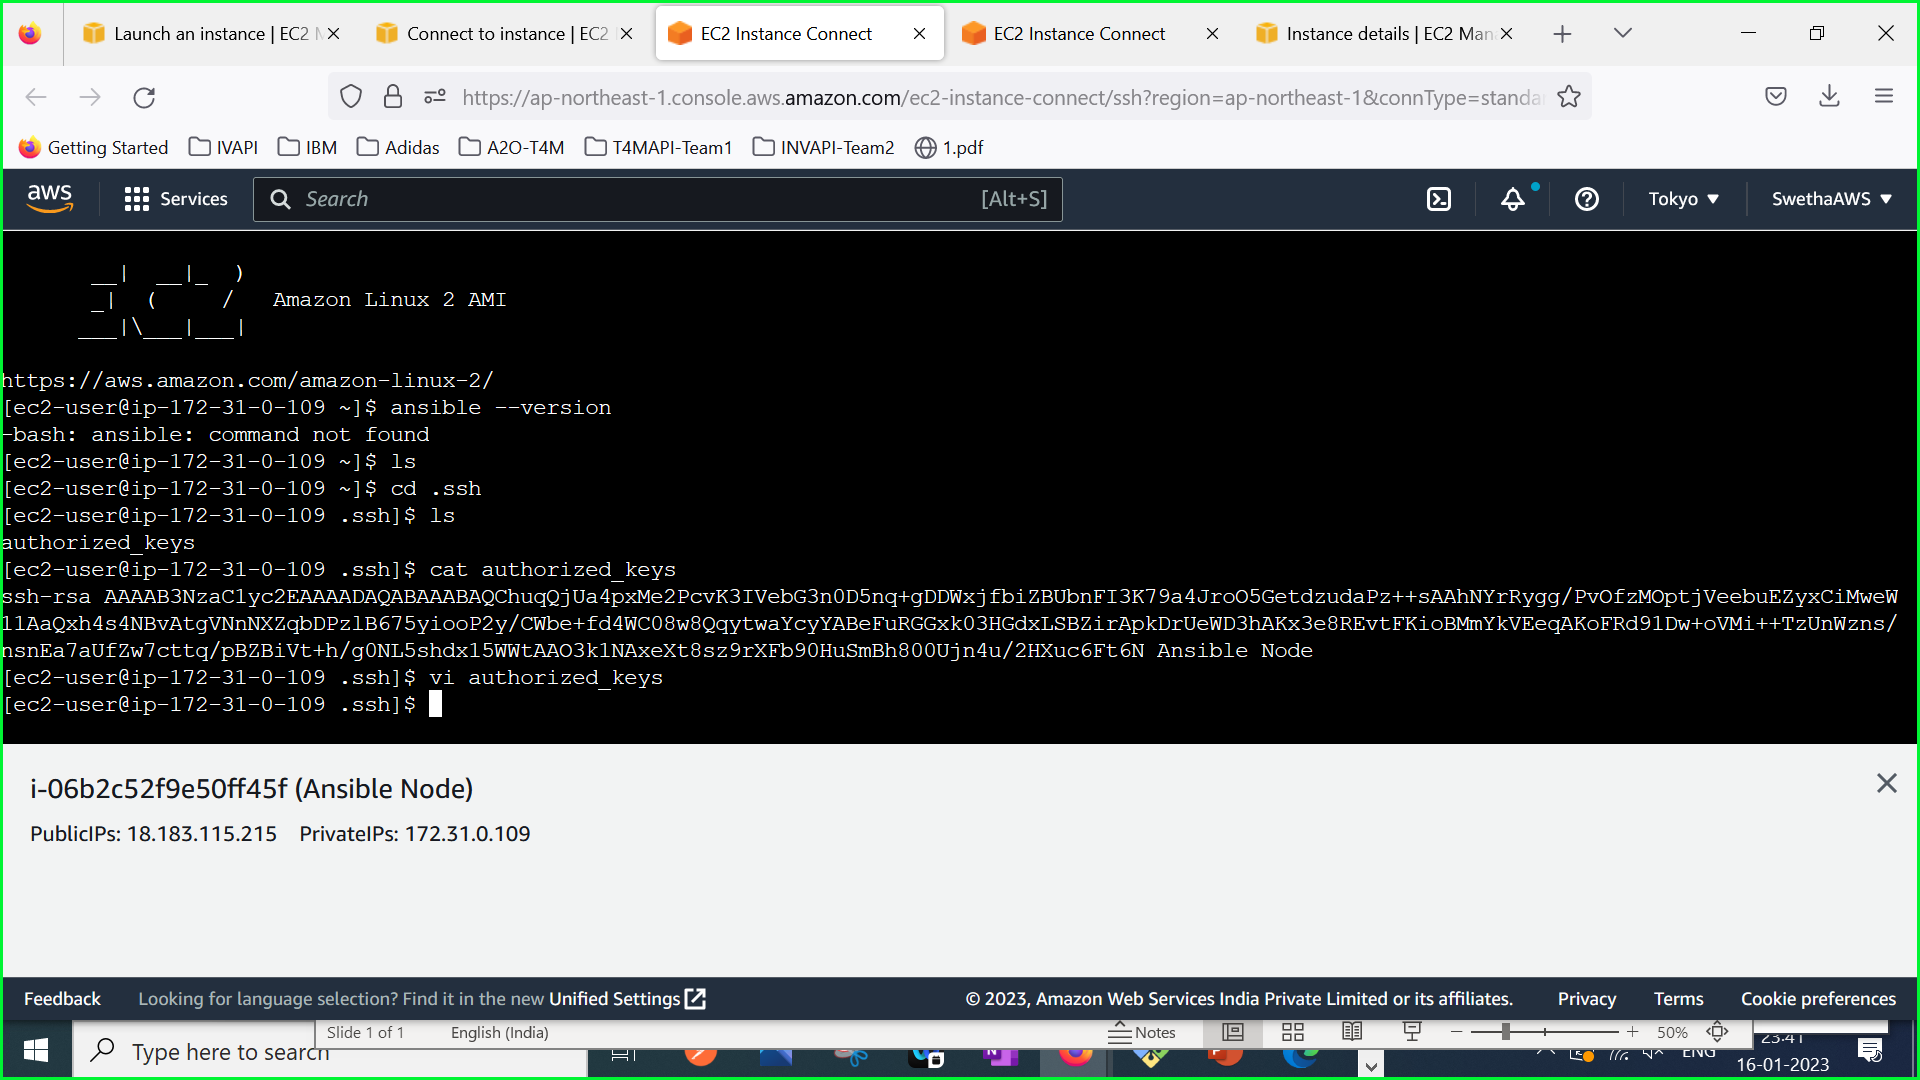 Launch an instance | EC2 M
Connect to instance | EC2
EC2 Instance Connect
EC2 Instance Connect
Instance details | EC2 Man
https://ap-northeast-1.console.aws.amazon.com/ec2-instance-connect/ssh?region=ap-northeast-1&connType=standa
Getting Started
IVAPI
IBM
Adidas
A2O-T4M
T4MAPI-Team1
INVAPI-Team2
1.pdf
aws
Services
Search
[Alt+S]
Tokyo
SwethaAWS
__|  __|_  )
_|  (     /   Amazon Linux 2 AMI
___|\___|___|
https://aws.amazon.com/amazon-linux-2/
[ec2-user@ip-172-31-0-109 ~]$ ansible --version
-bash: ansible: command not found
[ec2-user@ip-172-31-0-109 ~]$ ls
[ec2-user@ip-172-31-0-109 ~]$ cd .ssh
[ec2-user@ip-172-31-0-109 .ssh]$ ls
authorized_keys
[ec2-user@ip-172-31-0-109 .ssh]$ cat authorized_keys
ssh-rsa AAAAB3NzaC1yc2EAAAADAQABAAABAQChuqQjUa4pxMe2PcvK3IVebG3n0D5nq+gDDWxjfbiZBUbnFI3K79a4JroO5GetdzudaPz++sAAhNYrRygg/PvOfzMOptjVeebuEZyxCiMweW
11AaQxh4s4NBvAtgVNnNXZqbDPzlB675yiooP2y/CWbe+fd4WC08w8QqytwaYcyYABeFuRGGxk03HGdxLSBZirApkDrUeWD3hAKx3e8REvtFKioBMmYkVEeqAKoFRd91Dw+oVMi++TzUnWzns/
nsnEa7aUfZw7cttq/pBZBiVt+h/g0NL5shdx15WWtAAO3k1NAxeXt8sz9rXFb90HuSmBh800Ujn4u/2HXuc6Ft6N Ansible Node
[ec2-user@ip-172-31-0-109 .ssh]$ vi authorized_keys
[ec2-user@ip-172-31-0-109 .ssh]$
i-06b2c52f9e50ff45f (Ansible Node)
PublicIPs: 18.183.115.215 PrivateIPs: 172.31.0.109
Feedback
Looking for language selection? Find it in the new Unified Settings
© 2023, Amazon Web Services India Private Limited or its affiliates.
Privacy
Terms
Cookie preferences
Slide 1 of 1
English (India)
Notes
50%
Type here to search
ENG
23:41
16-01-2023